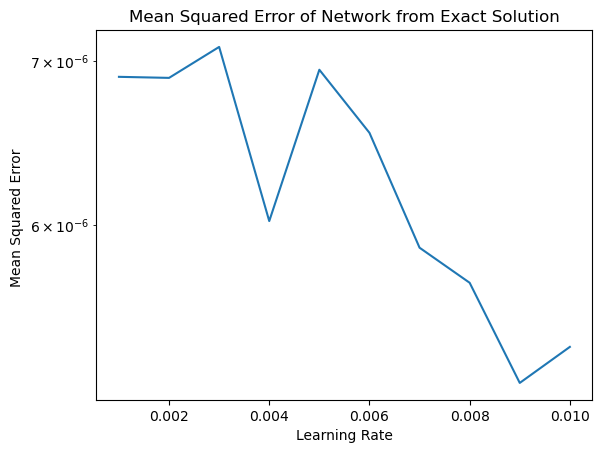 Mean Squared Error of Network from Exact Solution
Mean Squared Error
7 × 10⁻⁶
6 × 10⁻⁶
0.002 0.004 0.006 0.008 0.010
Learning Rate